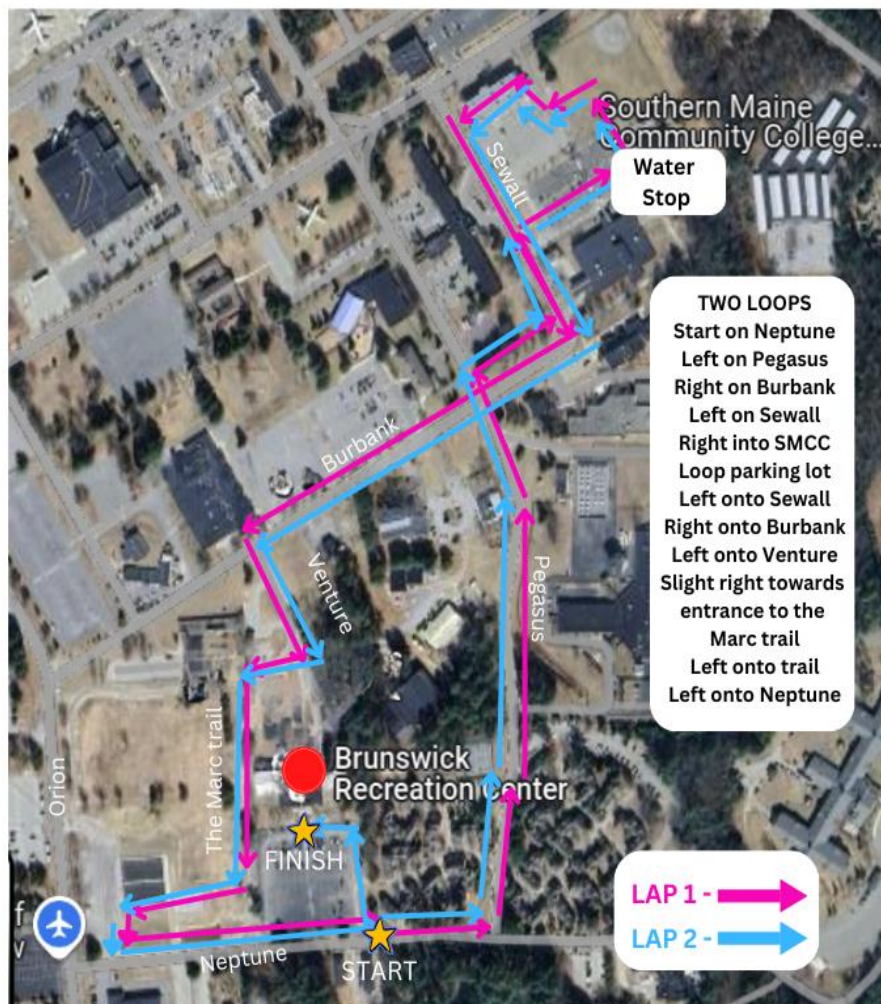 Southern Maine
Community College...
Water
Stop
Sewall
TWO LOOPS
Start on Neptune
Left on Pegasus
Right on Burbank
Left on Sewall
Right into SMCC
Loop parking lot
Left onto Sewall
Right onto Burbank
Left onto Venture
Slight right towards
entrance to the
Marc trail
Left onto trail
Left onto Neptune
Burbank
Venture
Pegasus
The Marc trail
Orion
Brunswick
Recreation Center
FINISH
START
Neptune
LAP 1 -
LAP 2 -
f